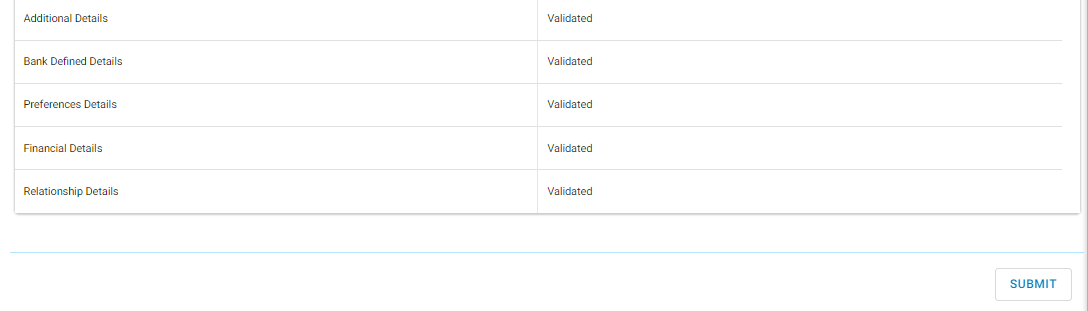 Additional Details Validated
Bank Defined Details Validated
Preferences Details Validated
Financial Details Validated
Relationship Details Validated
SUBMIT